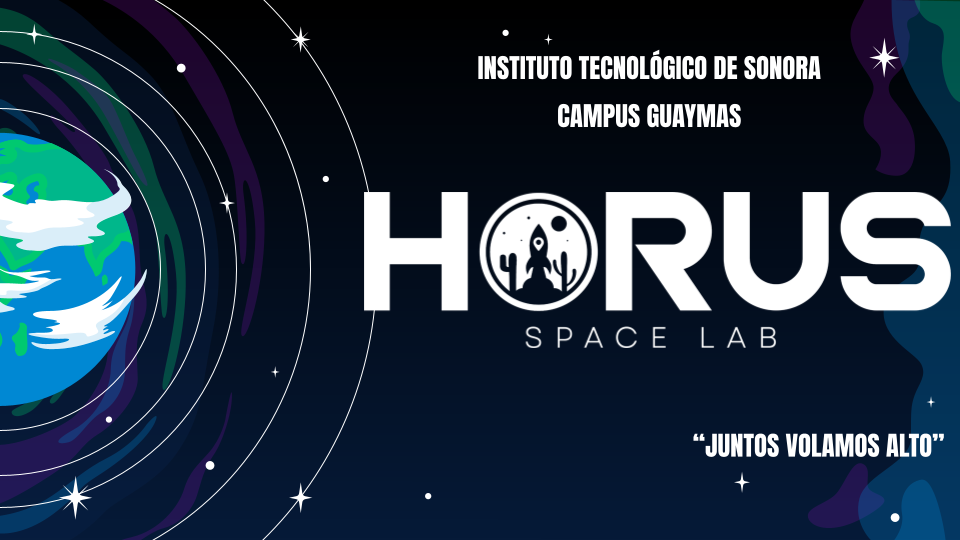 INSTITUTO TECNOLÓGICO DE SONORA
CAMPUS GUAYMAS
HORUS
SPACE LAB
“JUNTOS VOLAMOS ALTO”